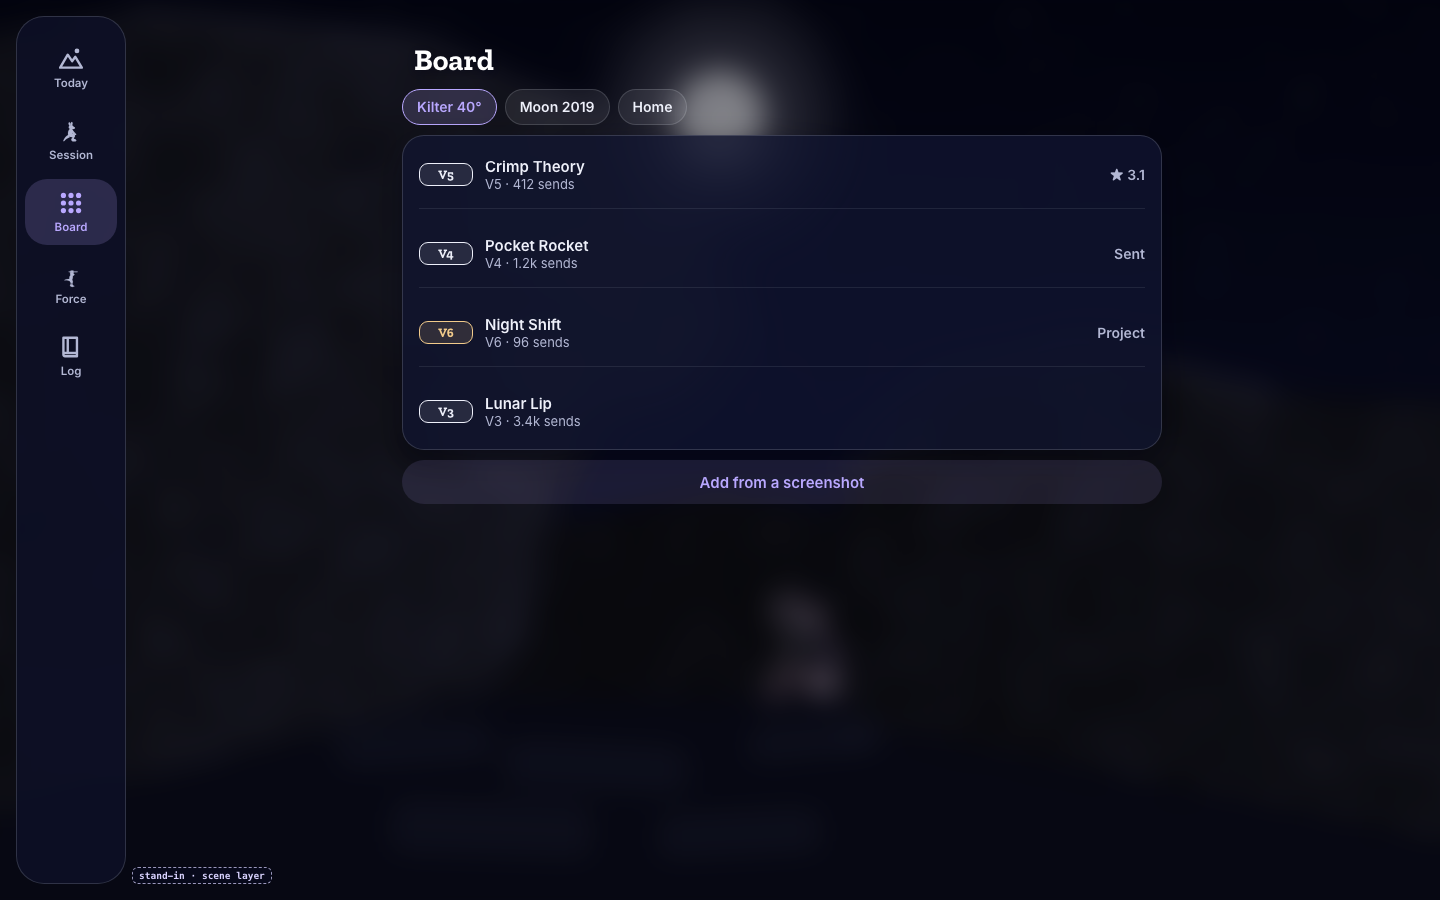 Today
Session
Board
Force
Log
Board
Kilter 40°
Moon 2019
Home
V5
Crimp Theory
V5 · 412 sends
★ 3.1
V4
Pocket Rocket
V4 · 1.2k sends
Sent
V6
Night Shift
V6 · 96 sends
Project
V3
Lunar Lip
V3 · 3.4k sends
Add from a screenshot
stand-in · scene layer